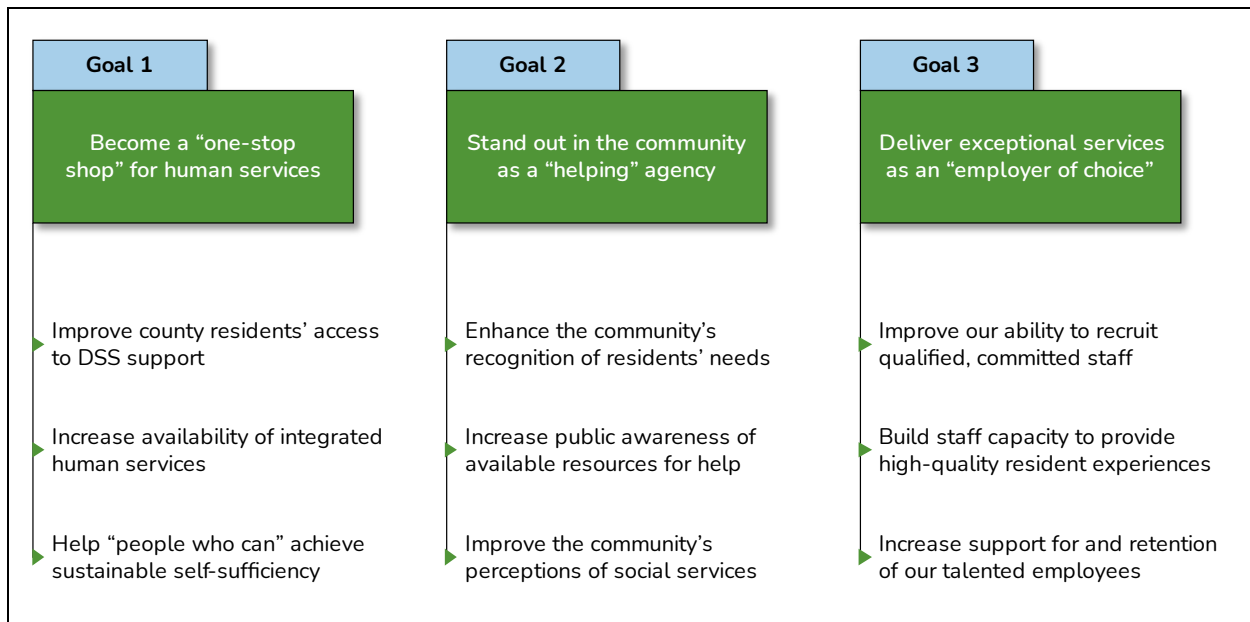 Goal 1
Become a “one-stop
shop” for human services
Improve county residents’ access
to DSS support
Increase availability of integrated
human services
Help “people who can” achieve
sustainable self-sufficiency
Goal 2
Stand out in the community
as a “helping” agency
Enhance the community’s
recognition of residents’ needs
Increase public awareness of
available resources for help
Improve the community’s
perceptions of social services
Goal 3
Deliver exceptional services
as an “employer of choice”
Improve our ability to recruit
qualified, committed staff
Build staff capacity to provide
high-quality resident experiences
Increase support for and retention
of our talented employees